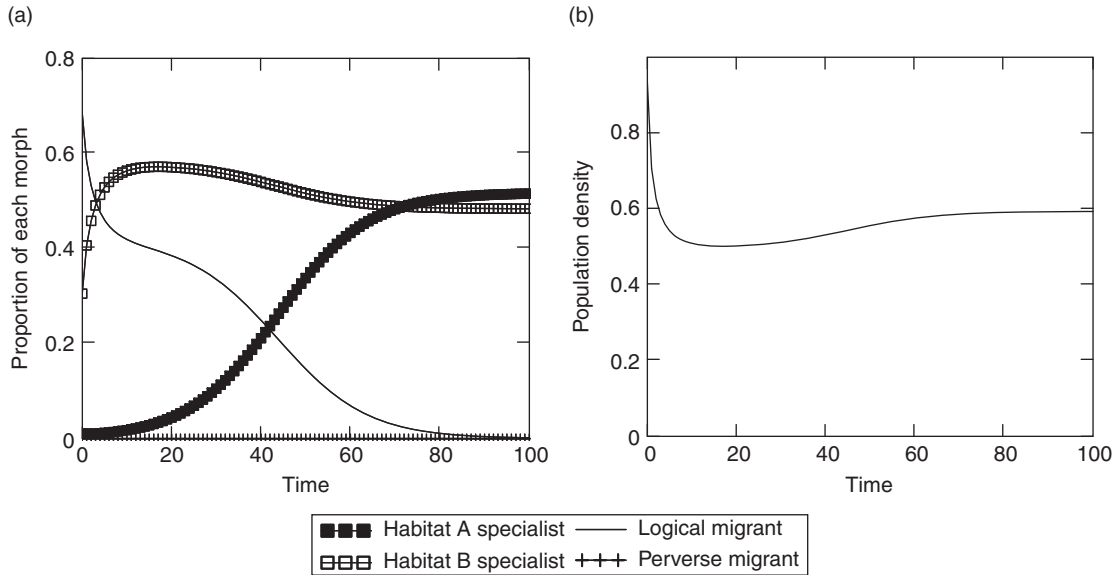 (a)
0.8
0.6
0.4
0.2
0
Proportion of each morph
0 20 40 60 80 100
Time
(b)
0.8
0.6
0.4
0.2
0
Population density
0 20 40 60 80 100
Time
Habitat A specialist
Logical migrant
Habitat B specialist
Perverse migrant